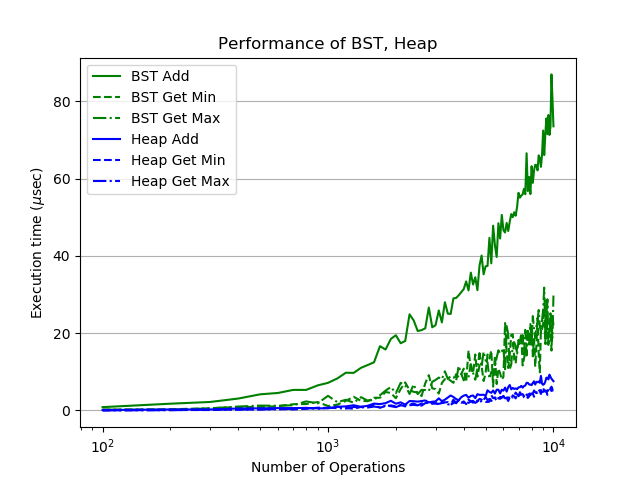 Performance of BST, Heap
BST Add
BST Get Min
BST Get Max
Heap Add
Heap Get Min
Heap Get Max
Execution time (μsec)
80
60
40
20
0
10²
10³
10⁴
Number of Operations